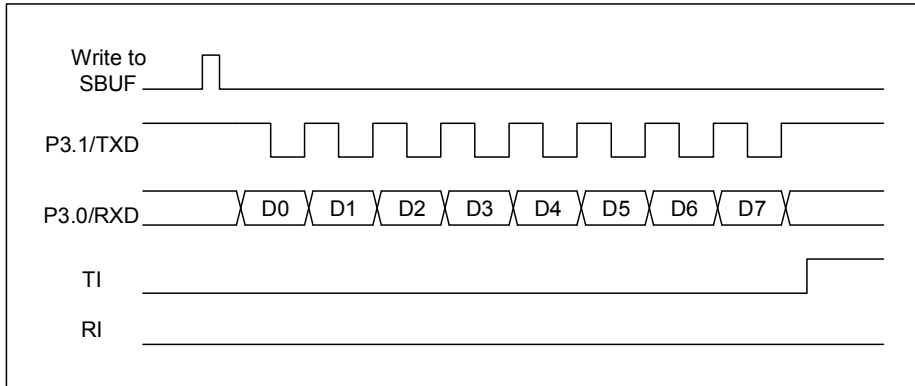 Write to
SBUF
P3.1/TXD
P3.0/RXD D0 D1 D2 D3 D4 D5 D6 D7
TI
RI